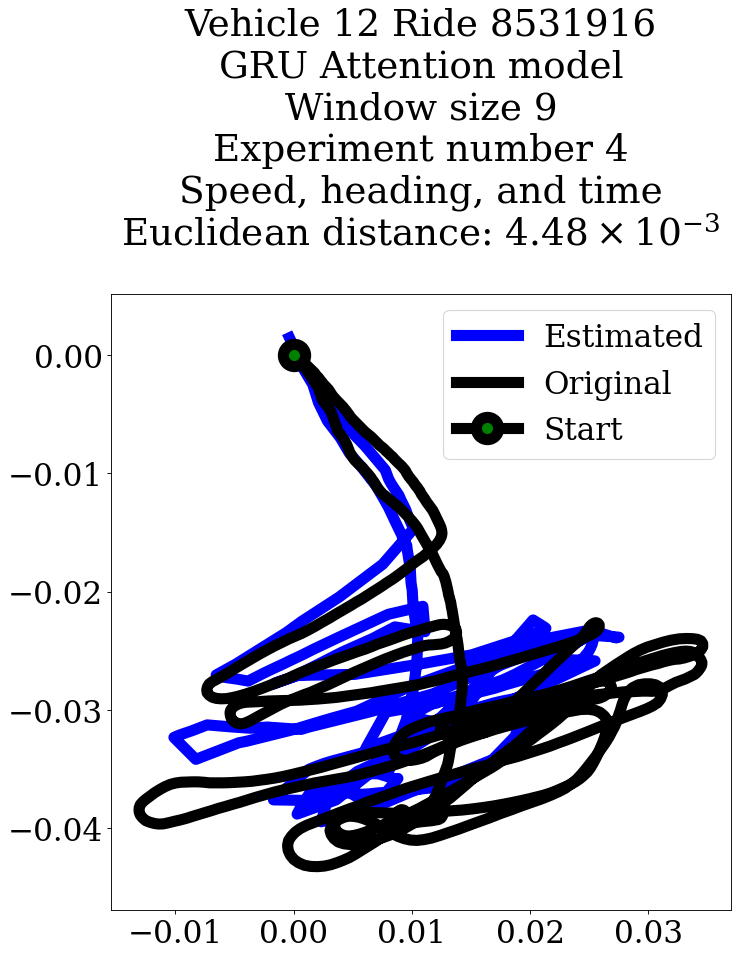 Vehicle 12 Ride 8531916
GRU Attention model
Window size 9
Experiment number 4
Speed, heading, and time
Euclidean distance: 4.48 × 10⁻³
Estimated
Original
Start
0.00
−0.01
−0.02
−0.03
−0.04
−0.01 0.00 0.01 0.02 0.03